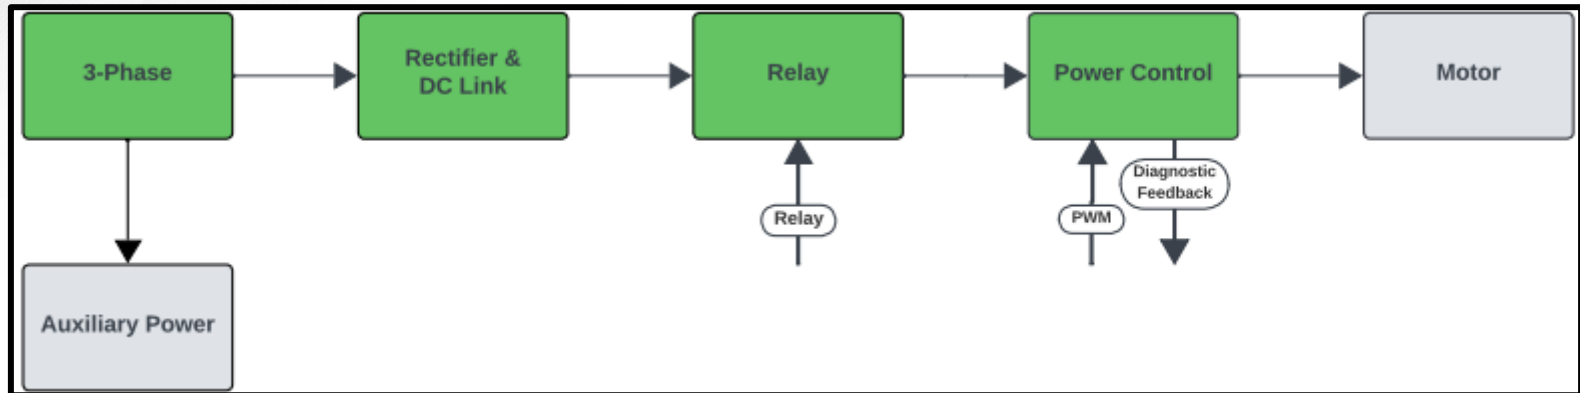 3-Phase
Rectifier &
DC Link
Relay
Power Control
Motor
Relay
PWM
Diagnostic
Feedback
Auxiliary Power